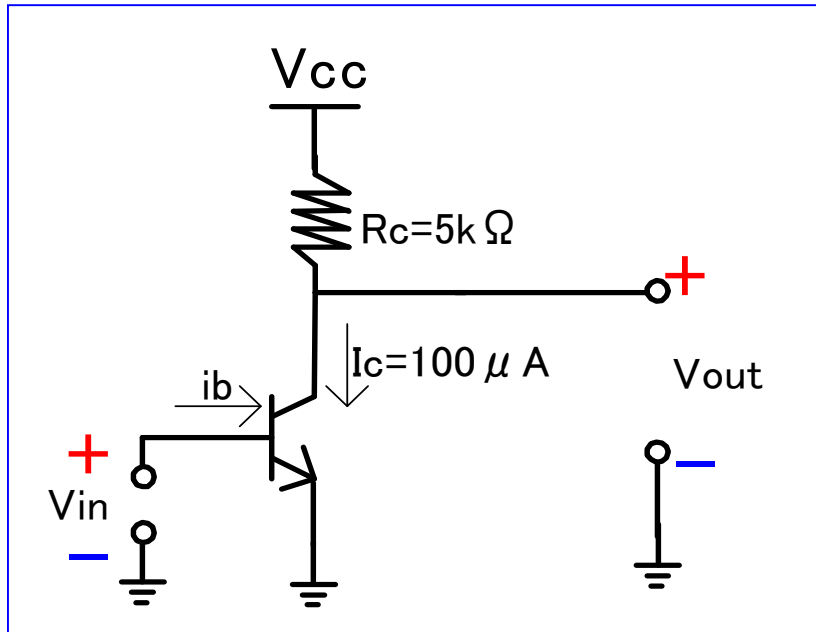 Vcc
Rc=5kΩ
+
Ic=100μA
ib
Vout
+
−
Vin
−